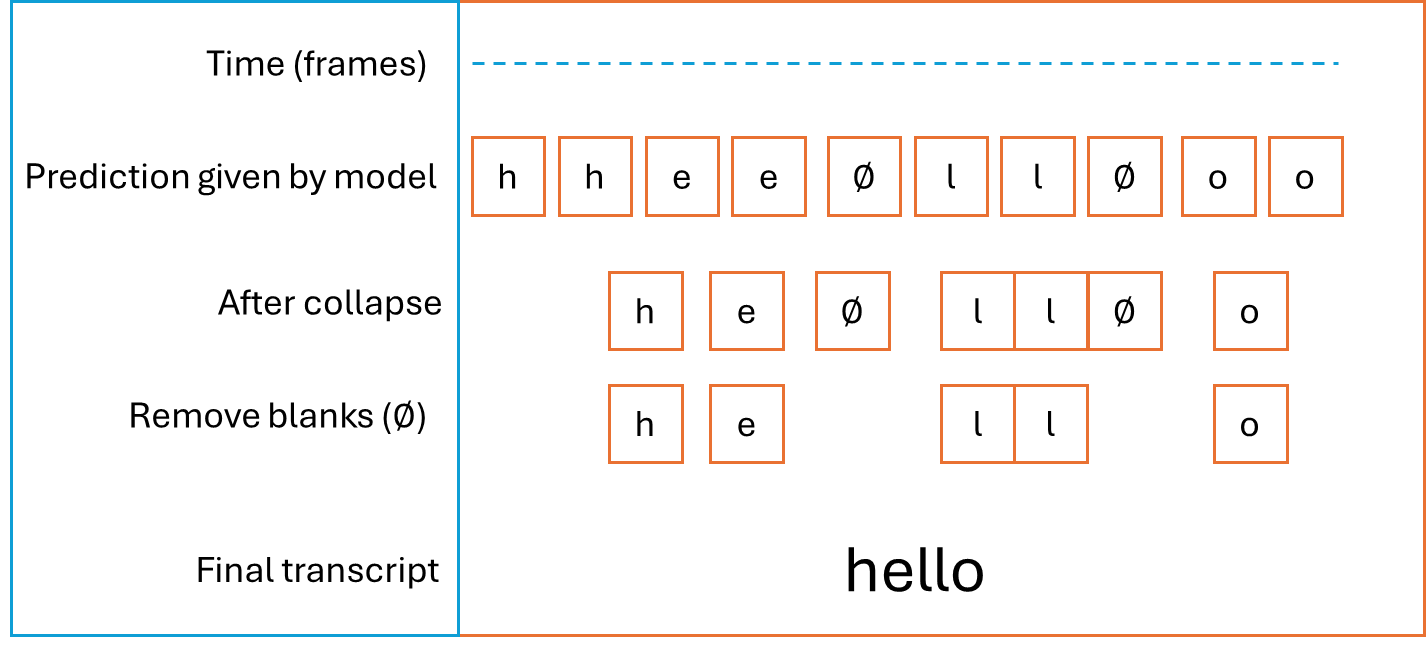 Time (frames)
Prediction given by model h h e e Ø l l Ø o o
After collapse h e Ø l l Ø o
Remove blanks (Ø) h e l l o
Final transcript hello